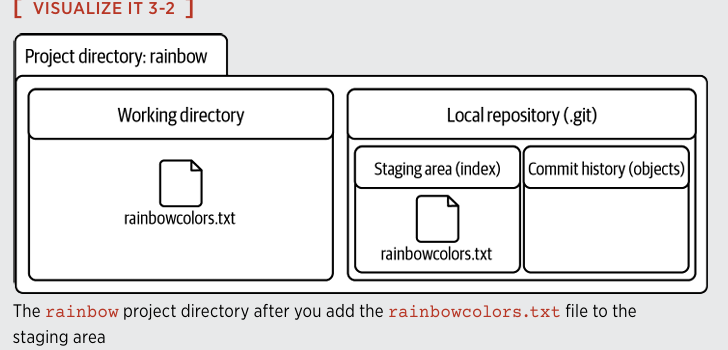 [ VISUALIZE IT 3-2 ]
Project directory: rainbow
Working directory
rainbowcolors.txt
Local repository (.git)
Staging area (index)
rainbowcolors.txt
Commit history (objects)
The rainbow project directory after you add the rainbowcolors.txt file to the
staging area